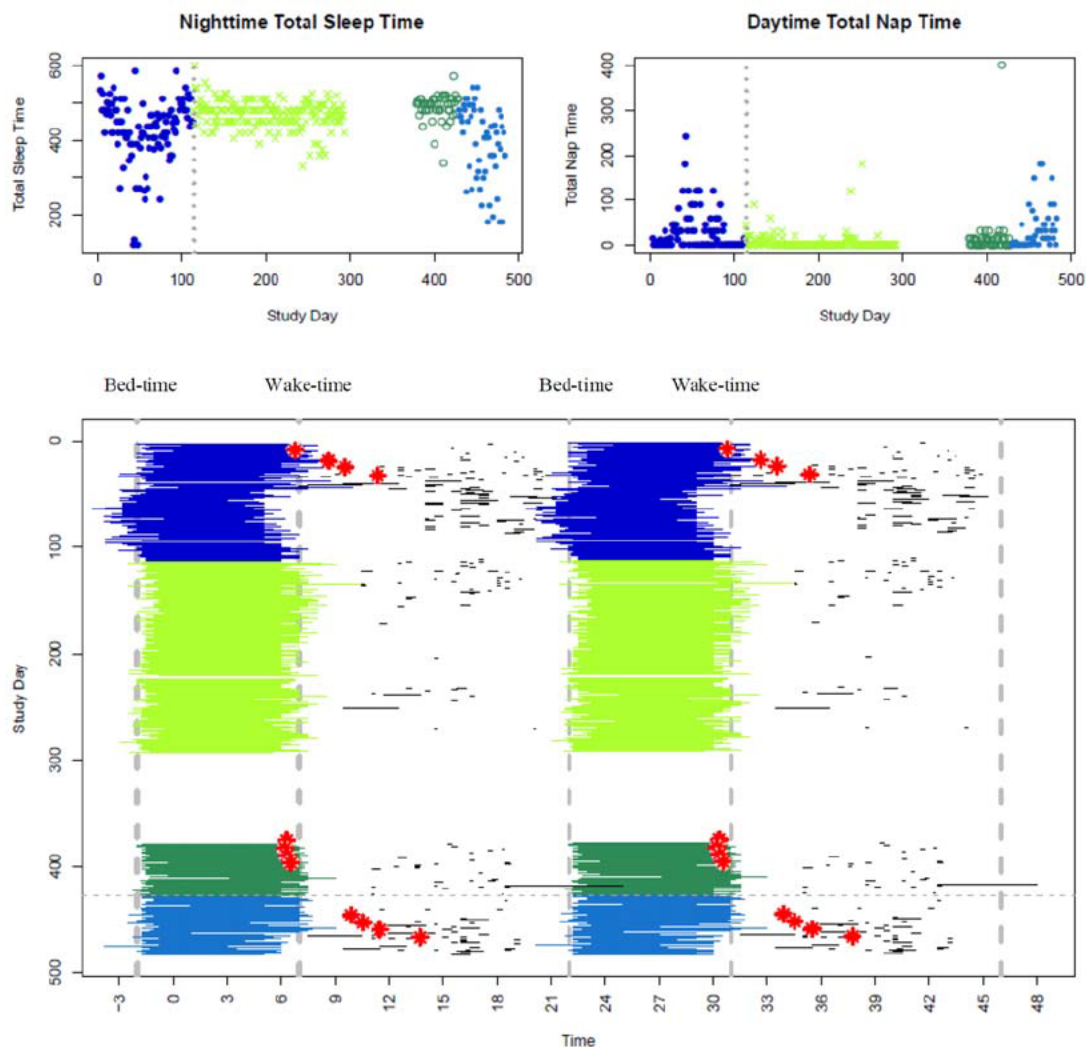 Nighttime Total Sleep Time
Daytime Total Nap Time
Total Sleep Time
600
400
200
0 100 200 300 400 500
Study Day
Total Nap Time
400
300
200
100
0
0 100 200 300 400 500
Study Day
Bed-time Wake-time Bed-time Wake-time
Study Day
0
100
200
300
400
500
-3 0 3 6 9 12 15 18 21 24 27 30 33 36 39 42 45 48
Time